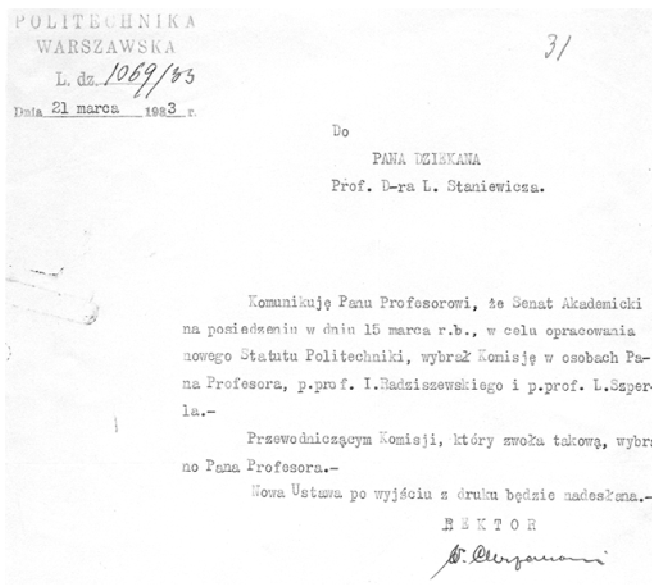 POLITECHNIKA
WARSZAWSKA
L. dz. 1069/33
Dnia 21 marca 1933 r.
31
Do
PANA DZIEKANA
Prof. D-ra L. Staniewicza.
Komunikuję Panu Profesorowi, że Senat Akademicki
na posiedzeniu w dniu 15 marca r.b., w celu opracowania
nowego Statutu Politechniki, wybrał Komisję w osobach Pa-
na Profesora, p.prof. I.Radziszewskiego i p.prof. L.Szper-
la.-
Przewodniczącym Komisji, który zwoła takową, wybra
no Pana Profesora.-
Nowa Ustawa po wyjściu z druku będzie nadesłana.-
REKTOR